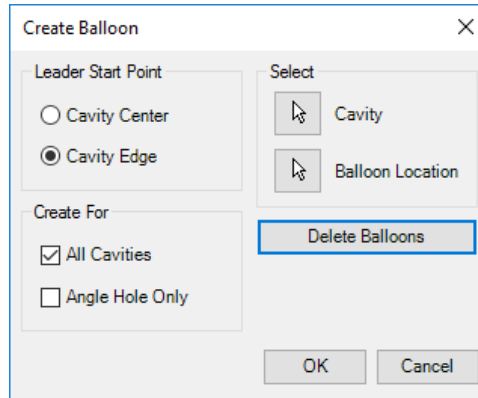 Create Balloon
Leader Start Point
Cavity Center
Cavity Edge
Select
Cavity
Balloon Location
Create For
All Cavities
Angle Hole Only
Delete Balloons
OK
Cancel